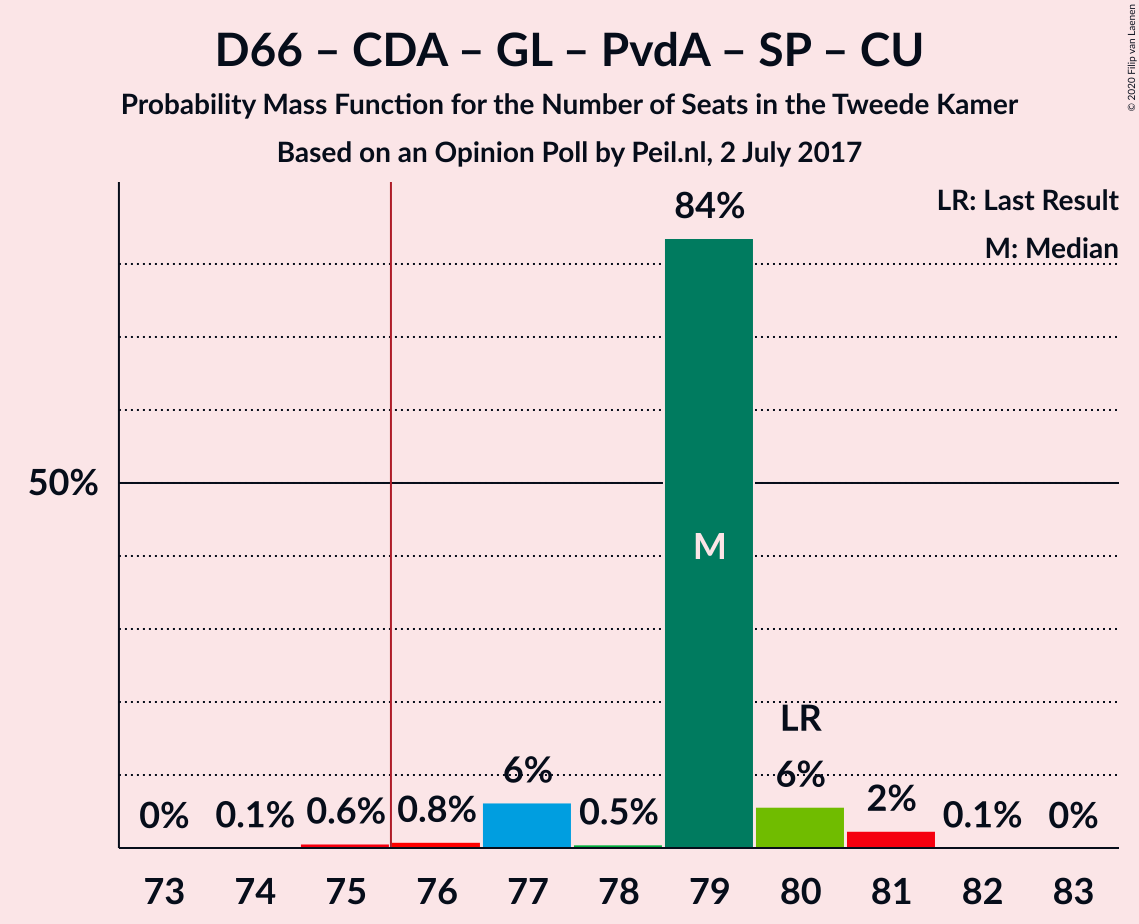 D66 – CDA – GL – PvdA – SP – CU
Probability Mass Function for the Number of Seats in the Tweede Kamer
Based on an Opinion Poll by Peil.nl, 2 July 2017
© 2020 Filip van Laenen
LR: Last Result
M: Median
84%
50%
M
LR
0% 0.1% 0.6% 0.8% 6% 0.5% 6% 2% 0.1% 0%
73 74 75 76 77 78 79 80 81 82 83